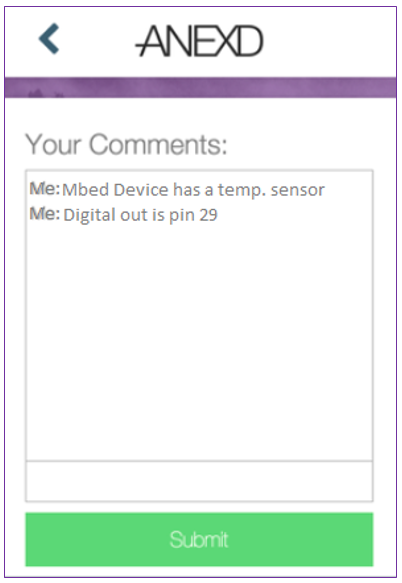 ANEXD
Your Comments:
Me: Mbed Device has a temp. sensor
Me: Digital out is pin 29
Submit